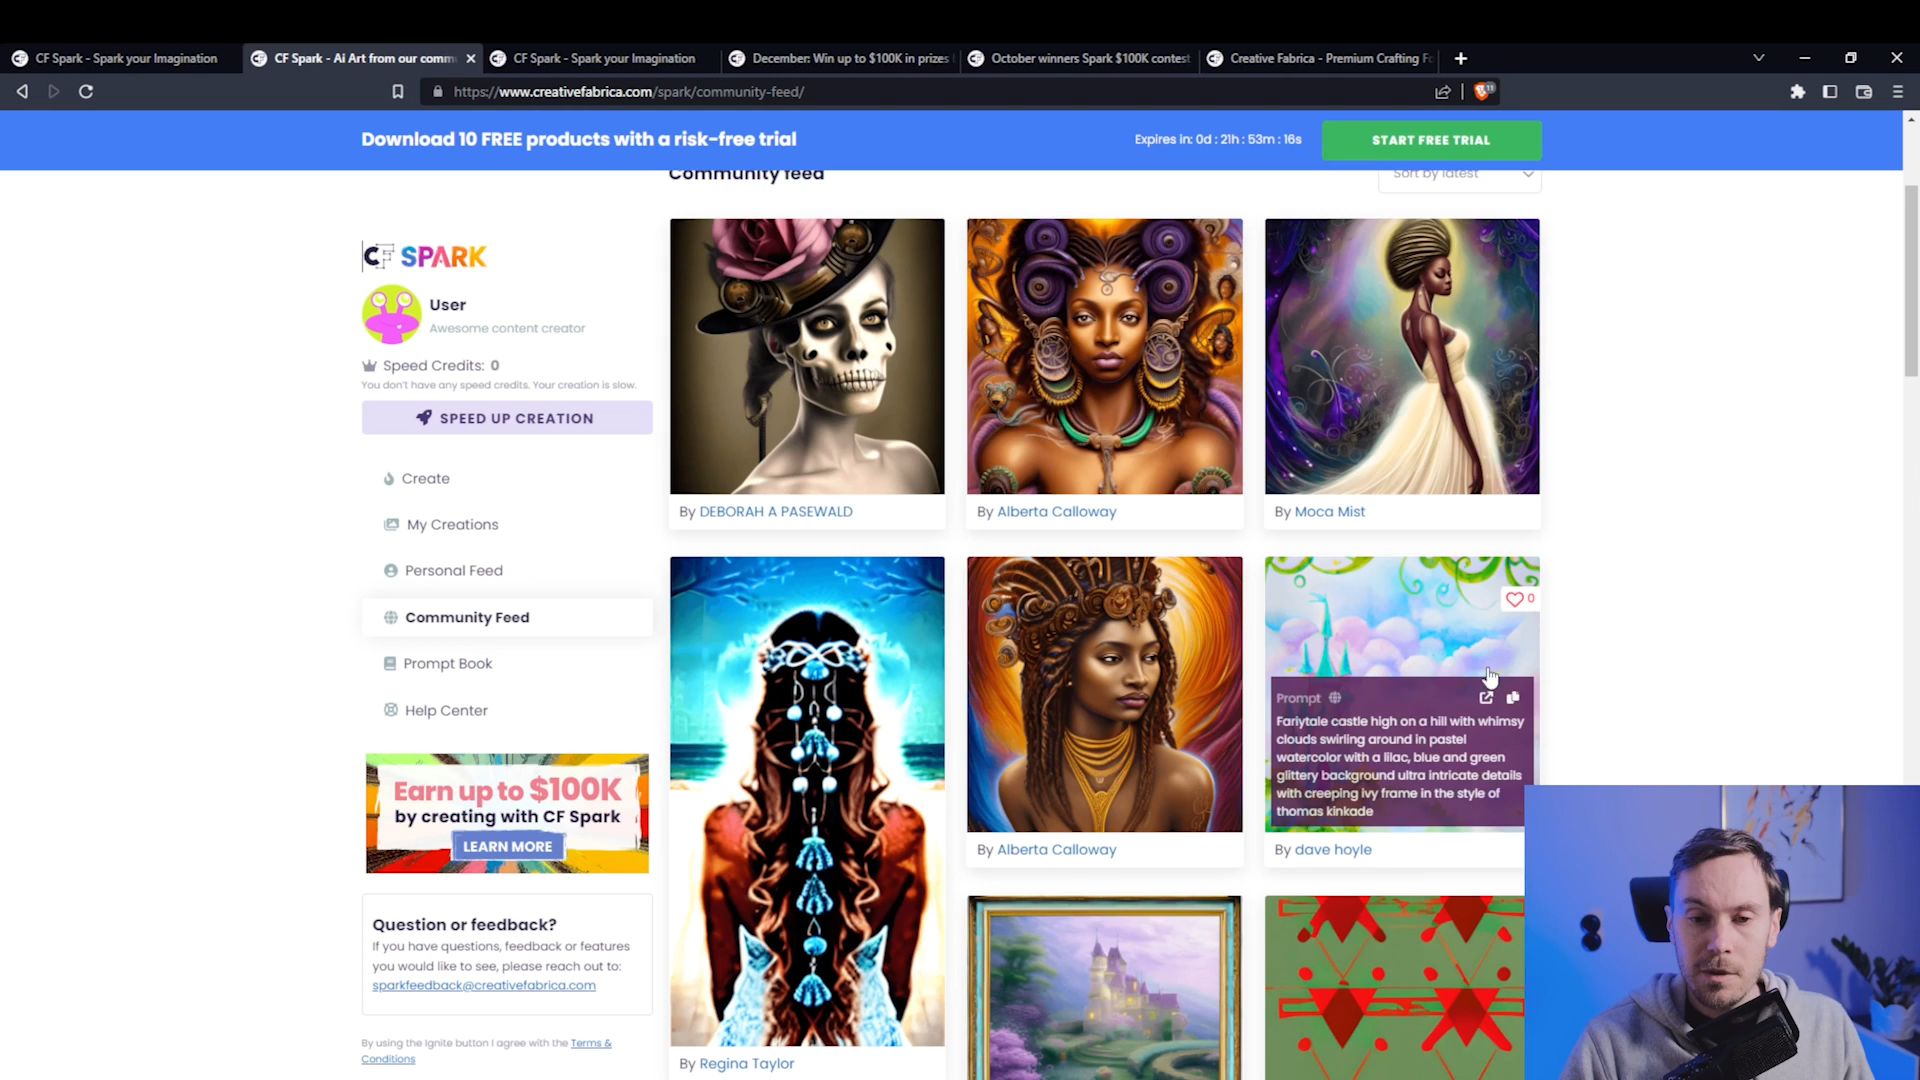 CF Spark - Spark your Imagination
CF Spark - Ai Art from our comm
CF Spark - Spark your Imagination
December: Win up to $100K in prizes
October winners Spark $100K contest
Creative Fabrica - Premium Crafting Fo
https://www.creativefabrica.com/spark/community-feed/
11
Download 10 FREE products with a risk-free trial
Expires in: 0d : 21h : 53m : 16s
START FREE TRIAL
Community feed
Sort by latest
CF SPARK
User
Awesome content creator
Speed Credits: 0
You don't have any speed credits. Your creation is slow.
SPEED UP CREATION
Create
My Creations
Personal Feed
Community Feed
Prompt Book
Help Center
Earn up to $100K
by creating with CF Spark
LEARN MORE
Question or feedback?
If you have questions, feedback or features
you would like to see, please reach out to:
sparkfeedback@creativefabrica.com
By using the Ignite button I agree with the Terms &
Conditions
By DEBORAH A PASEWALD
By Alberta Calloway
By Moca Mist
0
Prompt
Fariytale castle high on a hill with whimsy
clouds swirling around in pastel
watercolor with a lilac, blue and green
glittery background ultra intricate details
with creeping ivy frame in the style of
thomas kinkade
By Alberta Calloway
By dave hoyle
By Regina Taylor